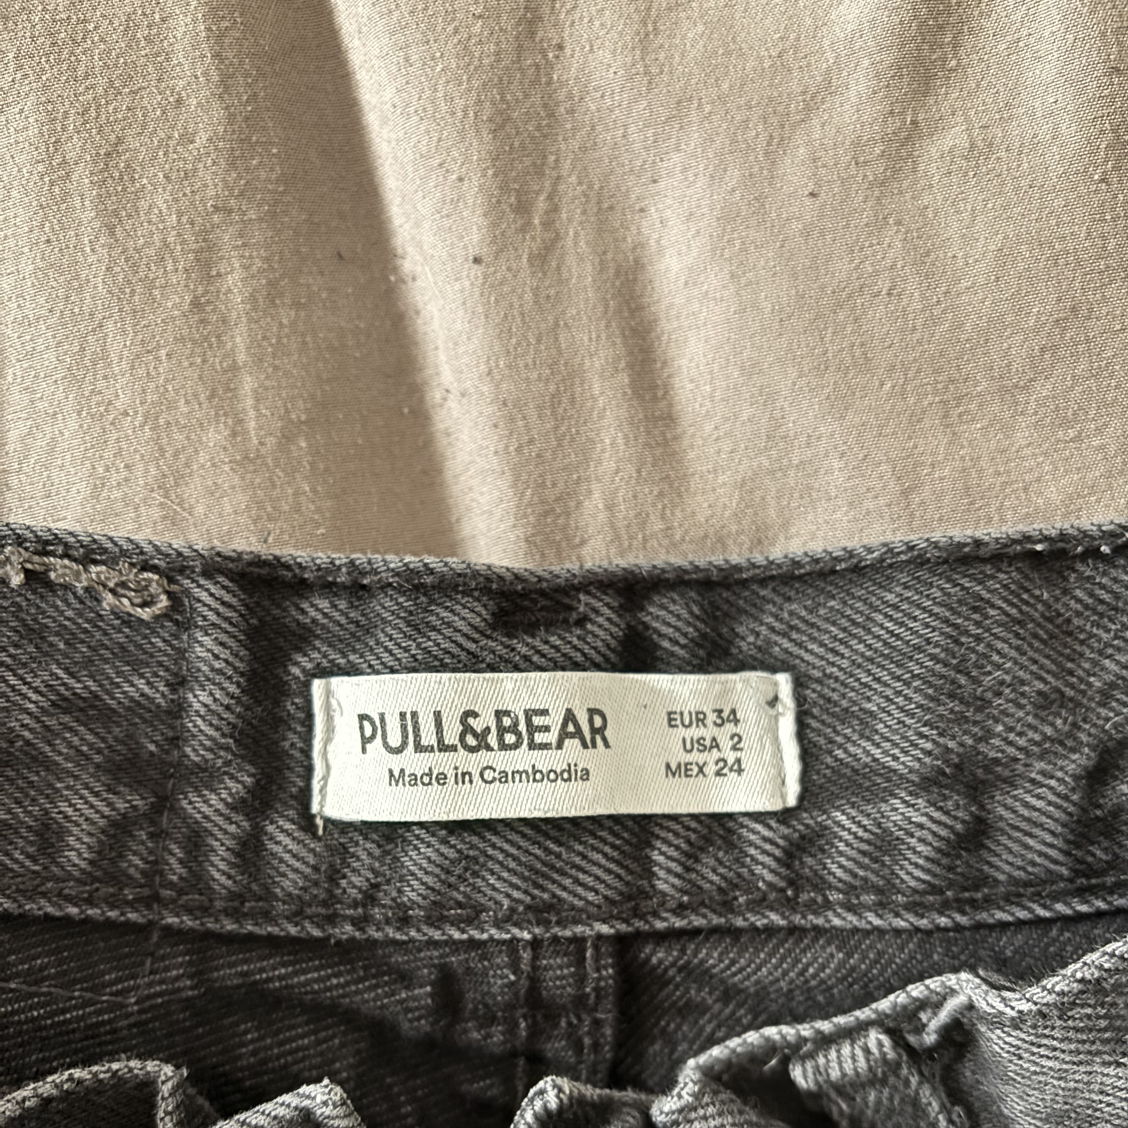 PULL&BEAR
Made in Cambodia
EUR 34
USA 2
MEX 24